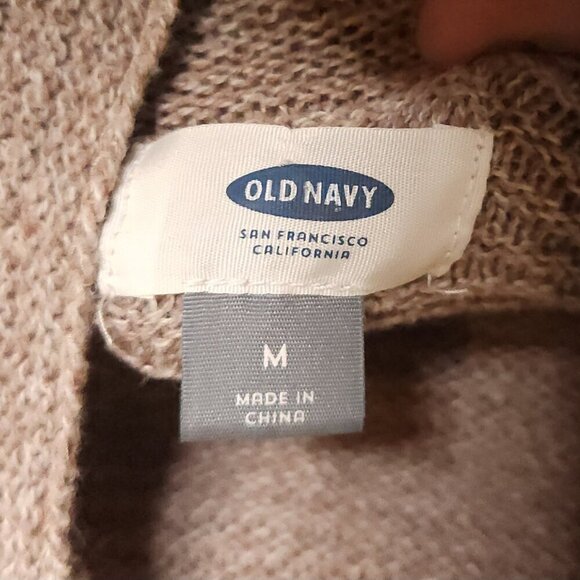 OLD NAVY
SAN FRANCISCO
CALIFORNIA
M
MADE IN
CHINA